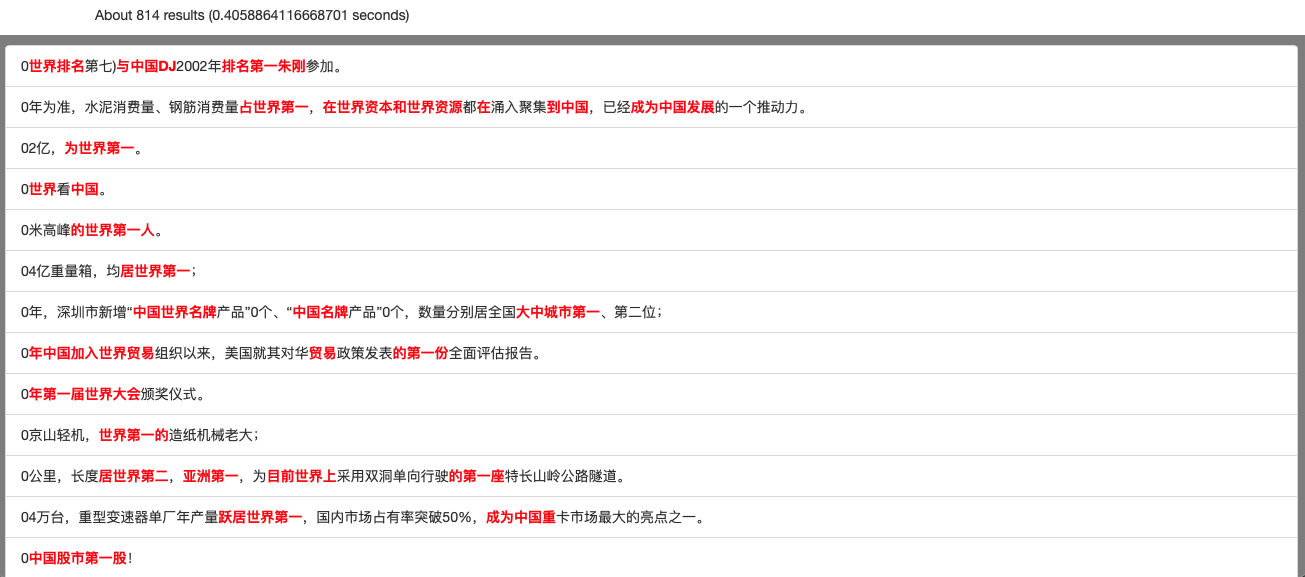 About 814 results (0.4058864116668701 seconds)
0世界排名第七)与中国DJ2002年排名第一朱刚参加。
0年为准，水泥消费量、钢筋消费量占世界第一，在世界资本和世界资源都在涌入聚集到中国，已经成为中国发展的一个推动力。
02亿，为世界第一。
0世界看中国。
0米高峰的世界第一人。
04亿重量箱，均居世界第一；
0年，深圳市新增“中国世界名牌产品”0个、“中国名牌产品”0个，数量分别居全国大中城市第一、第二位；
0年中国加入世界贸易组织以来，美国就其对华贸易政策发表的第一份全面评估报告。
0年第一届世界大会颁奖仪式。
0京山轻机，世界第一的造纸机械老大；
0公里，长度居世界第二，亚洲第一，为目前世界上采用双洞单向行驶的第一座特长山岭公路隧道。
04万台，重型变速器单厂年产量跃居世界第一，国内市场占有率突破50%，成为中国重卡市场最大的亮点之一。
0中国股市第一股！